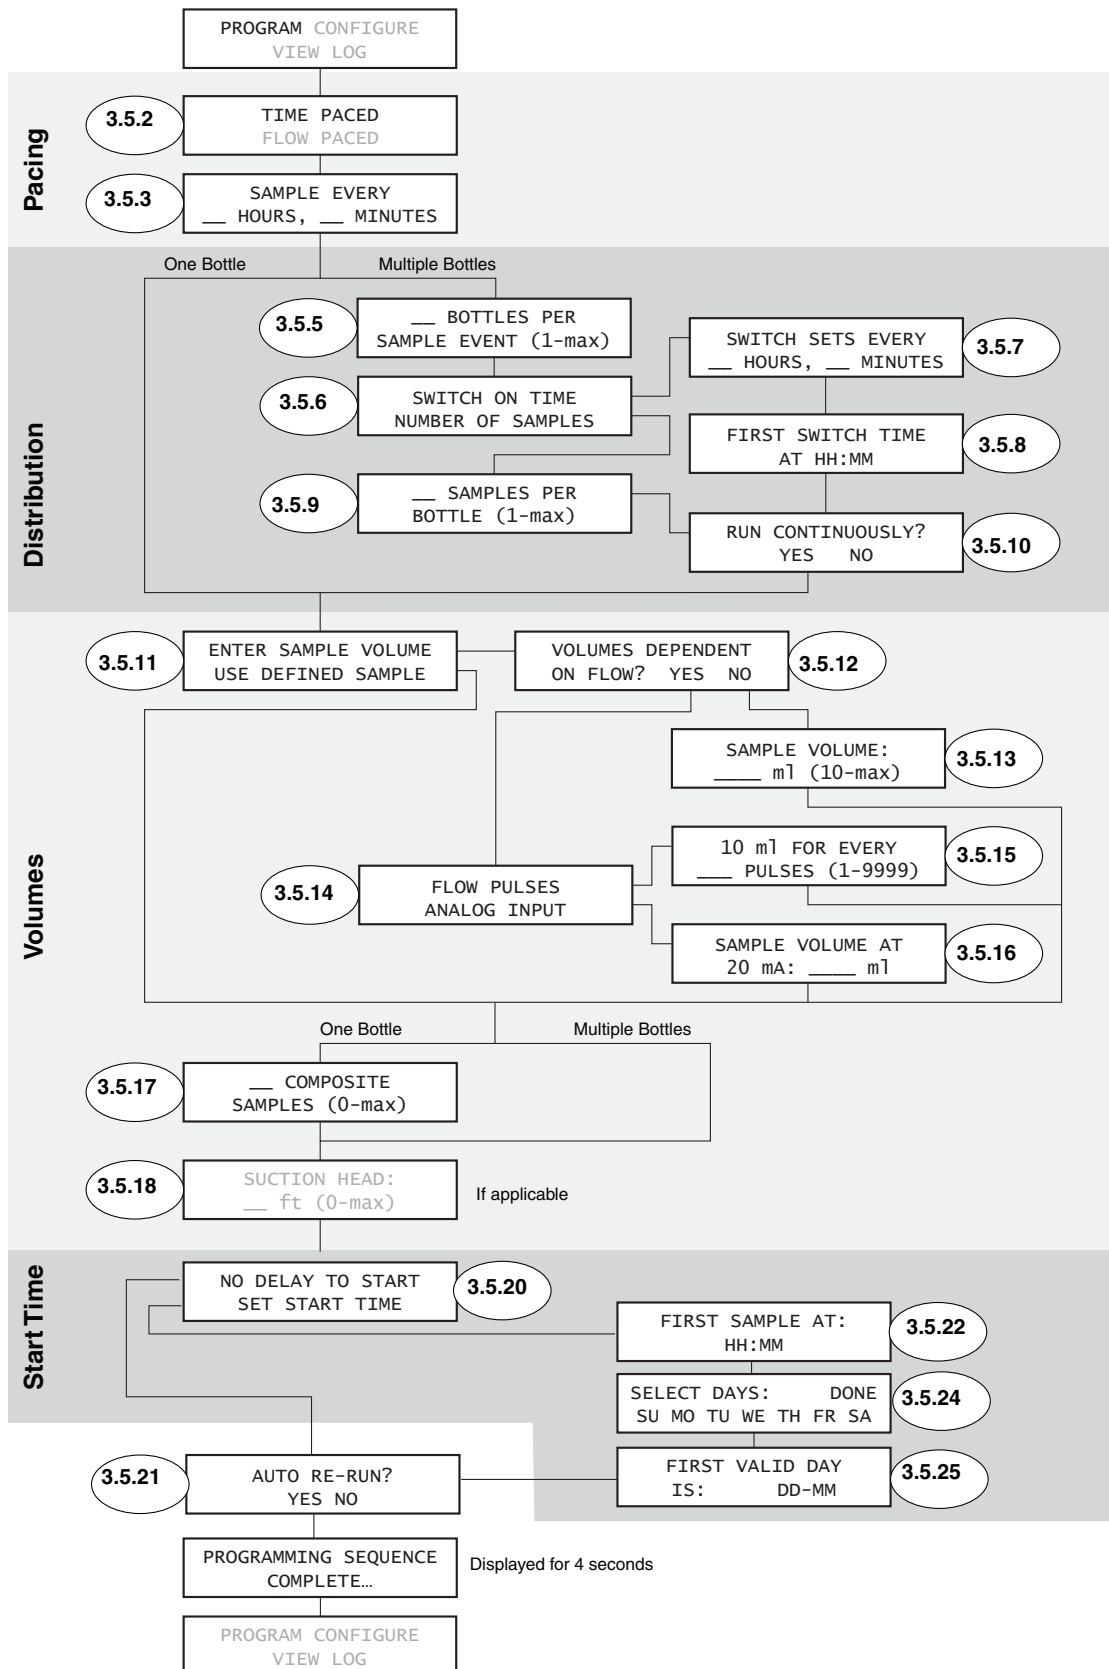 PROGRAM CONFIGURE
VIEW LOG
Pacing
3.5.2
TIME PACED
FLOW PACED
3.5.3
SAMPLE EVERY
__ HOURS, __ MINUTES
Distribution
One Bottle
Multiple Bottles
3.5.5
__ BOTTLES PER
SAMPLE EVENT (1-max)
3.5.6
SWITCH ON TIME
NUMBER OF SAMPLES
SWITCH SETS EVERY
__ HOURS, __ MINUTES
3.5.7
FIRST SWITCH TIME
AT HH:MM
3.5.8
3.5.9
__ SAMPLES PER
BOTTLE (1-max)
RUN CONTINUOUSLY?
YES NO
3.5.10
Volumes
3.5.11
ENTER SAMPLE VOLUME
USE DEFINED SAMPLE
VOLUMES DEPENDENT
ON FLOW? YES NO
3.5.12
SAMPLE VOLUME:
____ ml (10-max)
3.5.13
3.5.14
FLOW PULSES
ANALOG INPUT
10 ml FOR EVERY
___ PULSES (1-9999)
3.5.15
SAMPLE VOLUME AT
20 mA: ____ ml
3.5.16
One Bottle
Multiple Bottles
3.5.17
__ COMPOSITE
SAMPLES (0-max)
3.5.18
SUCTION HEAD:
__ ft (0-max)
If applicable
Start Time
NO DELAY TO START
SET START TIME
3.5.20
FIRST SAMPLE AT:
HH:MM
3.5.22
SELECT DAYS: DONE
SU MO TU WE TH FR SA
3.5.24
FIRST VALID DAY
IS: DD-MM
3.5.25
3.5.21
AUTO RE-RUN?
YES NO
PROGRAMMING SEQUENCE
COMPLETE…
Displayed for 4 seconds
PROGRAM CONFIGURE
VIEW LOG